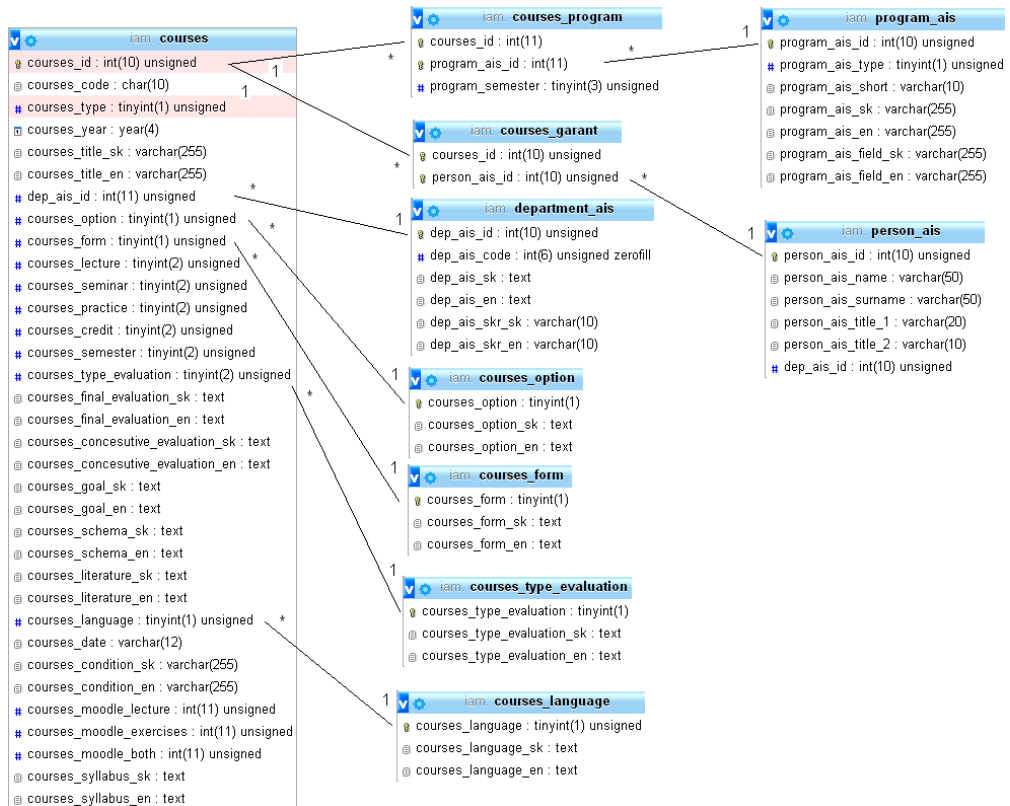 iam. courses
courses_id : int(10) unsigned
courses_code : char(10)
courses_type : tinyint(1) unsigned
courses_year : year(4)
courses_title_sk : varchar(255)
courses_title_en : varchar(255)
dep_ais_id : int(11) unsigned
courses_option : tinyint(1) unsigned
courses_form : tinyint(1) unsigned
courses_lecture : tinyint(2) unsigned
courses_seminar : tinyint(2) unsigned
courses_practice : tinyint(2) unsigned
courses_credit : tinyint(2) unsigned
courses_semester : tinyint(2) unsigned
courses_type_evaluation : tinyint(2) unsigned
courses_final_evaluation_sk : text
courses_final_evaluation_en : text
courses_concesutive_evaluation_sk : text
courses_concesutive_evaluation_en : text
courses_goal_sk : text
courses_goal_en : text
courses_schema_sk : text
courses_schema_en : text
courses_literature_sk : text
courses_literature_en : text
courses_language : tinyint(1) unsigned
courses_date : varchar(12)
courses_condition_sk : varchar(255)
courses_condition_en : varchar(255)
courses_moodle_lecture : int(11) unsigned
courses_moodle_exercises : int(11) unsigned
courses_moodle_both : int(11) unsigned
courses_syllabus_sk : text
courses_syllabus_en : text
1
*
1
*
*
1
*
1
*
1
*
1
*
1
iam. courses_program
courses_id : int(11)
program_ais_id : int(11)
program_semester : tinyint(3) unsigned
*
1
iam. courses_garant
courses_id : int(10) unsigned
person_ais_id : int(10) unsigned
*
1
iam. department_ais
dep_ais_id : int(10) unsigned
dep_ais_code : int(6) unsigned zerofill
dep_ais_sk : text
dep_ais_en : text
dep_ais_skr_sk : varchar(10)
dep_ais_skr_en : varchar(10)
iam. courses_option
courses_option : tinyint(1)
courses_option_sk : text
courses_option_en : text
iam. courses_form
courses_form : tinyint(1)
courses_form_sk : text
courses_form_en : text
iam. courses_type_evaluation
courses_type_evaluation : tinyint(1)
courses_type_evaluation_sk : text
courses_type_evaluation_en : text
iam. courses_language
courses_language : tinyint(1) unsigned
courses_language_sk : text
courses_language_en : text
iam. program_ais
program_ais_id : int(10) unsigned
program_ais_type : tinyint(1) unsigned
program_ais_short : varchar(10)
program_ais_sk : varchar(255)
program_ais_en : varchar(255)
program_ais_field_sk : varchar(255)
program_ais_field_en : varchar(255)
iam. person_ais
person_ais_id : int(10) unsigned
person_ais_name : varchar(50)
person_ais_surname : varchar(50)
person_ais_title_1 : varchar(20)
person_ais_title_2 : varchar(10)
dep_ais_id : int(10) unsigned